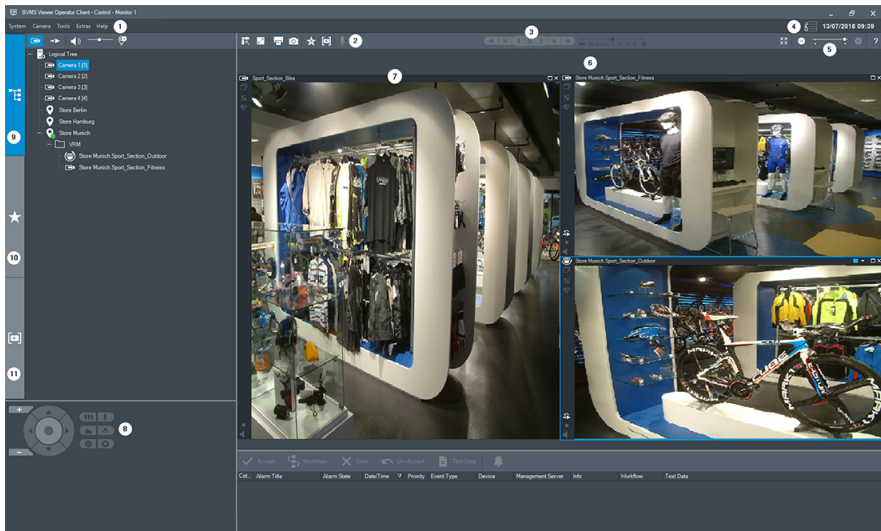 BVMS Viewer Operator Client - Control - Monitor 1
System Camera Tools Extras Help 1
4 13/07/2018 09:39
2
3
5
?
Logical Tree
Camera 1 [1]
Camera 2 [2]
Camera 3 [3]
Camera 4 [4]
Store Berlin
Store Hamburg
Store Munich
VRM
Store Munich.Sport_Section_Outdoor
Store Munich.Sport_Section_Fitness
9
10
11
8
6
Sport_Section_Bike 7
Store Munich.Sport_Section_Fitness
Store Munich.Sport_Section_Outdoor
CUBE
Accept Workflow Clear Un-Accept Text Data
Cat. Alarm Title Alarm State Date/Time Priority Event Type Device Management Server Info Workflow Text Data